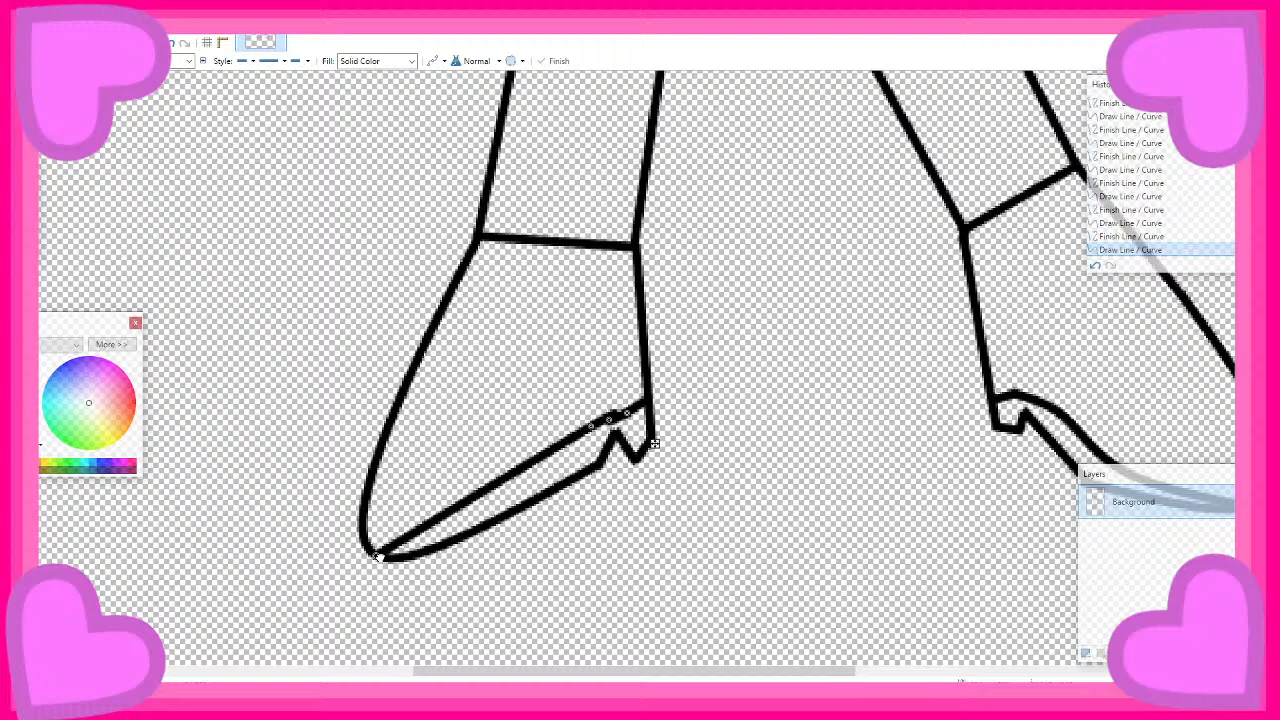 Style: Fill: Solid Color Normal Finish
Histo
Finish
Draw Line / Curve
Finish Line / Curve
Draw Line / Curve
Finish Line / Curve
Draw Line / Curve
Finish Line / Curve
Draw Line / Curve
Finish Line / Curve
Draw Line / Curve
Finish Line / Curve
Draw Line / Curve
More >>
Layers
Background